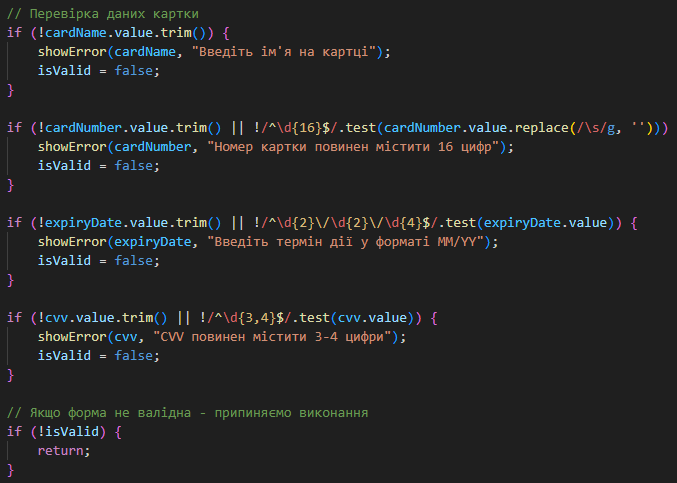 // Перевірка даних картки
if (!cardName.value.trim()) {
    showError(cardName, "Введіть ім'я на картці");
    isValid = false;
}

if (!cardNumber.value.trim() || !/^\d{16}$/.test(cardNumber.value.replace(/\s/g, '')))
    showError(cardNumber, "Номер картки повинен містити 16 цифр");
    isValid = false;
}

if (!expiryDate.value.trim() || !/^\d{2}\/\d{2}\/\d{4}$/.test(expiryDate.value)) {
    showError(expiryDate, "Введіть термін дії у форматі MM/YY");
    isValid = false;
}

if (!cvv.value.trim() || !/^\d{3,4}$/.test(cvv.value)) {
    showError(cvv, "CVV повинен містити 3-4 цифри");
    isValid = false;
}

// Якщо форма не валідна - припиняємо виконання
if (!isValid) {
    return;
}